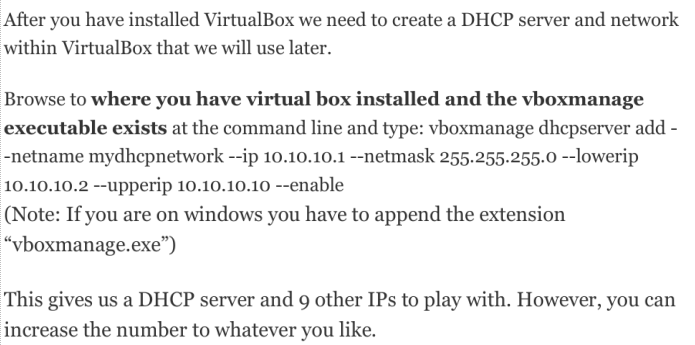 After you have installed VirtualBox we need to create a DHCP server and network
within VirtualBox that we will use later.
Browse to where you have virtual box installed and the vboxmanage
executable exists at the command line and type: vboxmanage dhcpserver add -
-netname mydhcpnetwork --ip 10.10.10.1 --netmask 255.255.255.0 --lowerip
10.10.10.2 --upperip 10.10.10.10 --enable
(Note: If you are on windows you have to append the extension
“vboxmanage.exe”)
This gives us a DHCP server and 9 other IPs to play with. However, you can
increase the number to whatever you like.